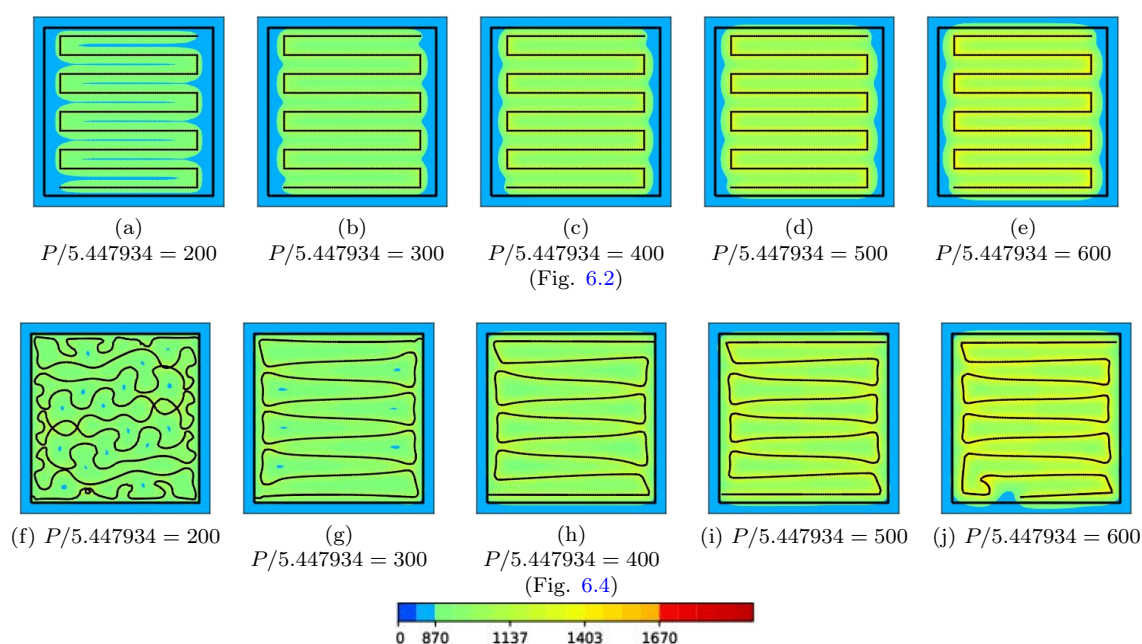 (a) (b) (c) (d) (e)
P/5.447934 = 200 P/5.447934 = 300 P/5.447934 = 400 P/5.447934 = 500 P/5.447934 = 600
(Fig. 6.2)
(f) P/5.447934 = 200 (g) (h) (i) P/5.447934 = 500 (j) P/5.447934 = 600
P/5.447934 = 300 P/5.447934 = 400
(Fig. 6.4)
0 870 1137 1403 1670